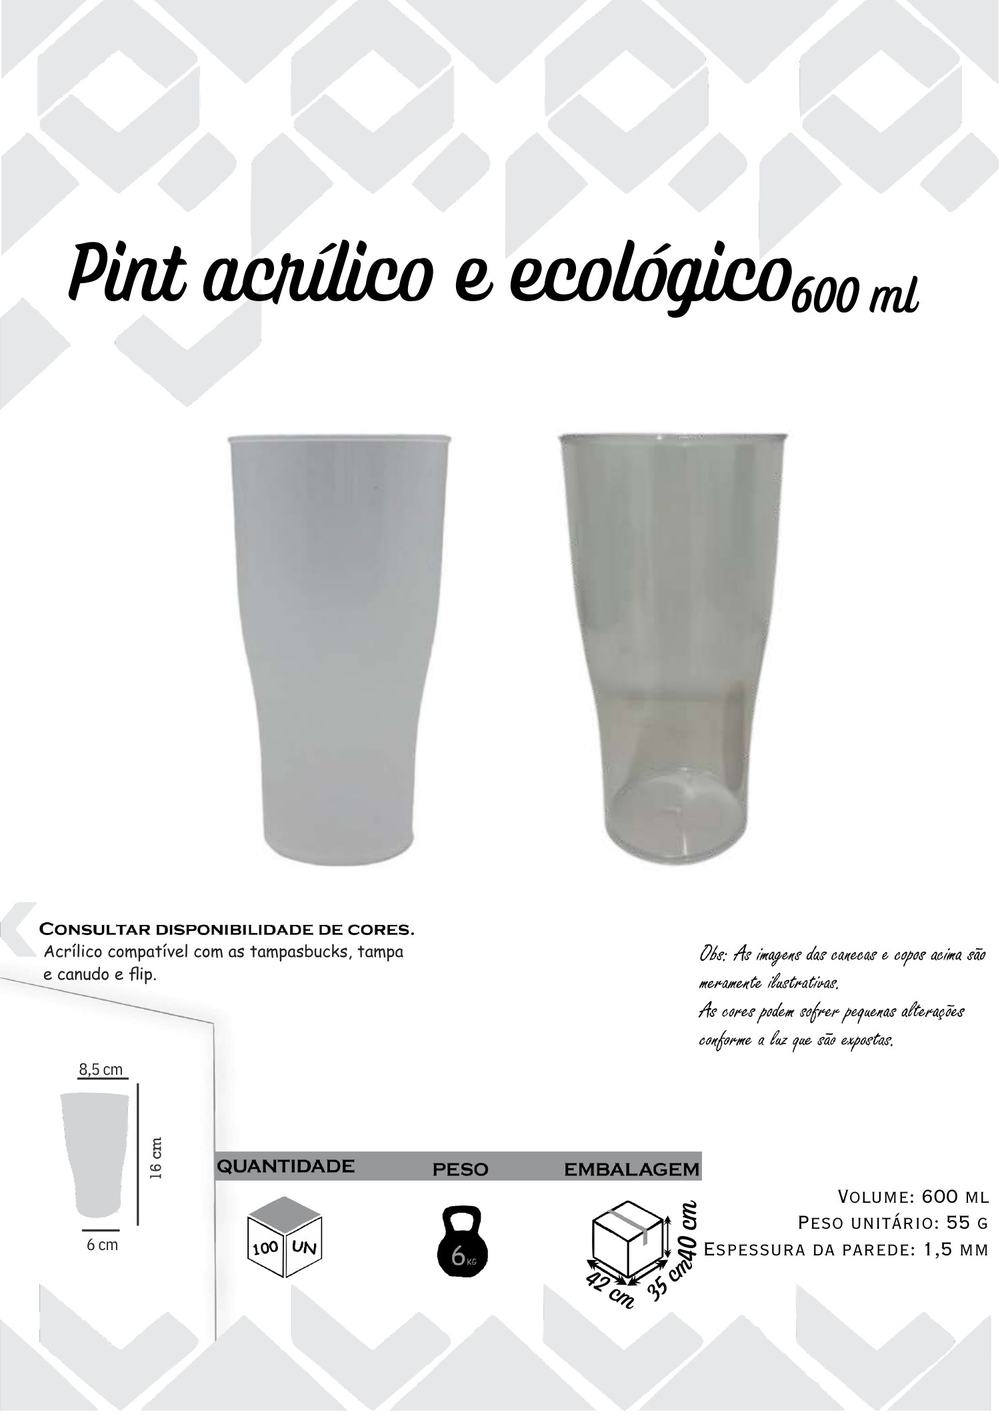 Pint acrílico e ecológico 600 ml
CONSULTAR DISPONIBILIDADE DE CORES.
Acrílico compatível com as tampasbucks, tampa
e canudo e flip.
Obs: As imagens das canecas e copos acima são
meramente ilustrativas.
As cores podem sofrer pequenas alterações
conforme a luz que são expostas.
8,5 cm
16 cm
6 cm
QUANTIDADE
PESO
EMBALAGEM
100 UN
6 KG
42 cm
35 cm
40 cm
VOLUME: 600 ML
PESO UNITÁRIO: 55 G
ESPESSURA DA PAREDE: 1,5 MM